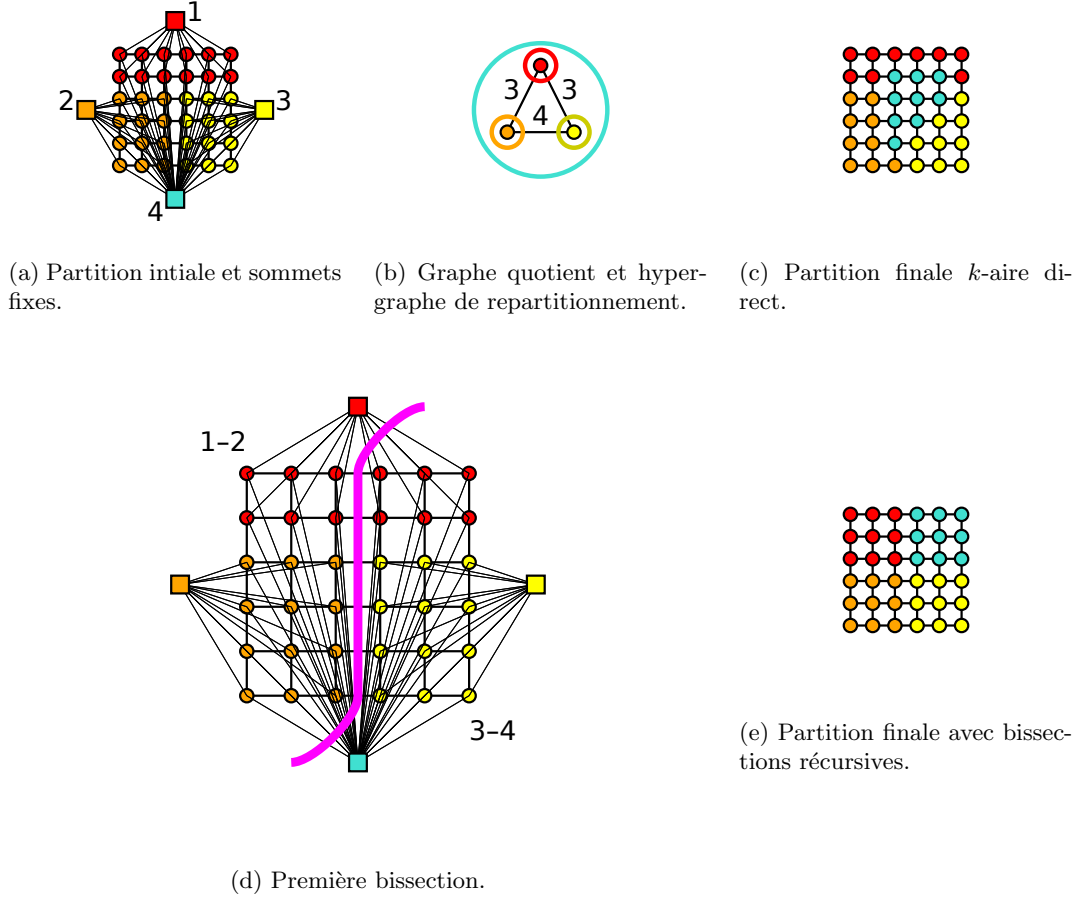 1
2
3
4
3
3
4
(a) Partition intiale et sommets
fixes.
(b) Graphe quotient et hyper-
graphe de repartitionnement.
(c) Partition finale k-aire di-
rect.
1–2
3–4
(d) Première bissection.
(e) Partition finale avec bissec-
tions récursives.